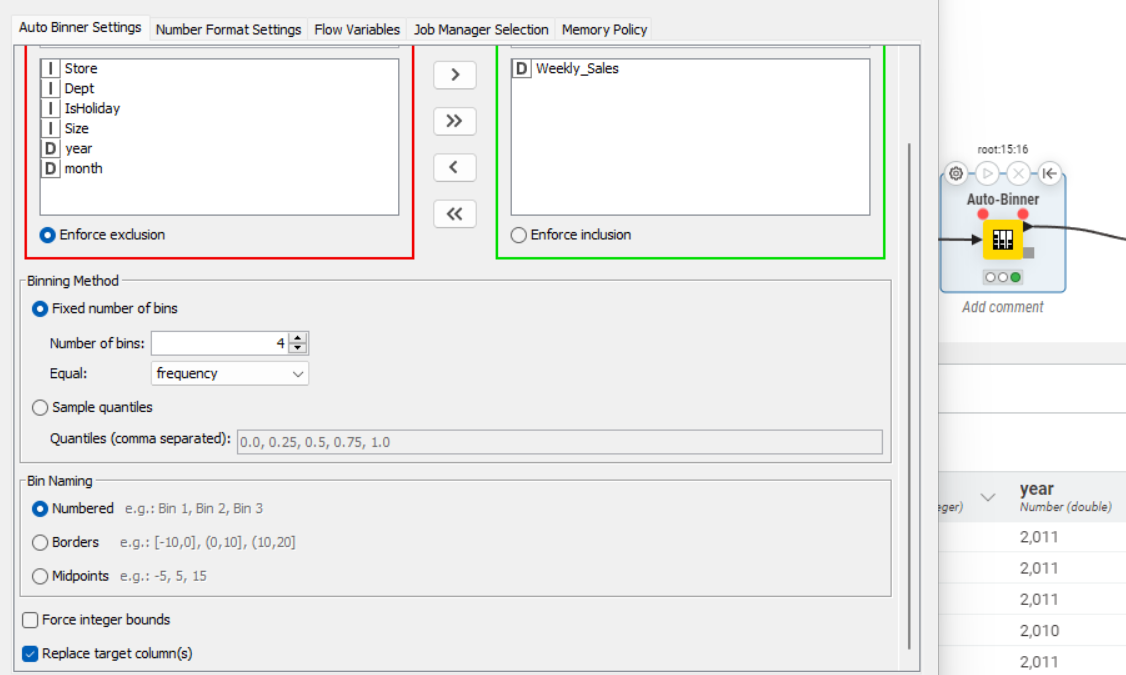 Auto Binner Settings Number Format Settings Flow Variables Job Manager Selection Memory Policy
I Store
I Dept
I IsHoliday
I Size
D year
D month
> 
>>
<
<<
D Weekly_Sales
Enforce exclusion
Enforce inclusion
Binning Method
Fixed number of bins
Number of bins: 4
Equal: frequency
Sample quantiles
Quantiles (comma separated): 0.0, 0.25, 0.5, 0.75, 1.0
Bin Naming
Numbered e.g.: Bin 1, Bin 2, Bin 3
Borders e.g.: [-10,0], (0,10], (10,20]
Midpoints e.g.: -5, 5, 15
Force integer bounds
Replace target column(s)
root:15:16
Auto-Binner
Add comment
eger)
year
Number (double)
2,011
2,011
2,011
2,010
2,011